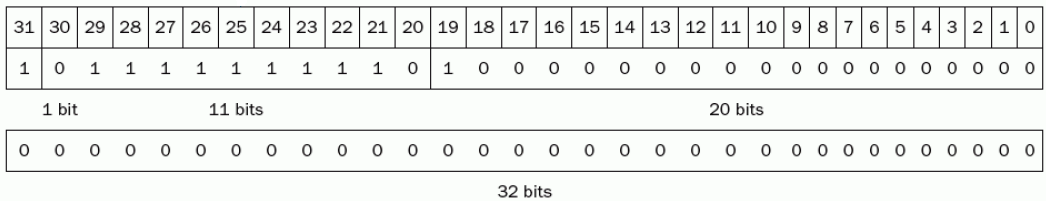 31 30 29 28 27 26 25 24 23 22 21 20 19 18 17 16 15 14 13 12 11 10 9 8 7 6 5 4 3 2 1 0
1 0 1 1 1 1 1 1 1 1 1 0 1 0 0 0 0 0 0 0 0 0 0 0 0 0 0 0 0 0 0 0
1 bit 11 bits 20 bits
0 0 0 0 0 0 0 0 0 0 0 0 0 0 0 0 0 0 0 0 0 0 0 0 0 0 0 0 0 0 0 0
32 bits